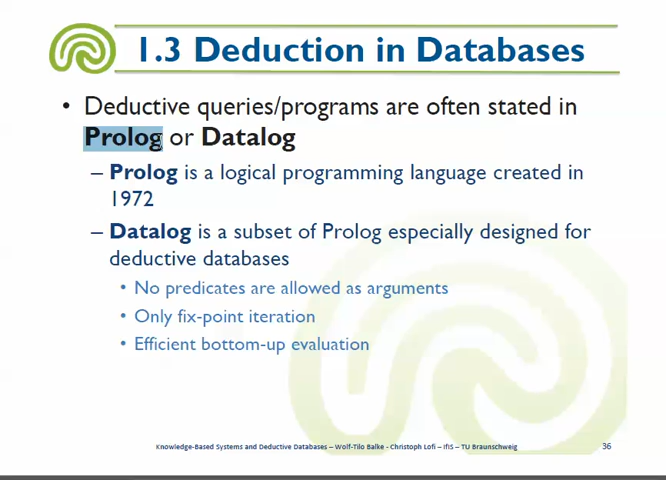 1.3 Deduction in Databases
• Deductive queries/programs are often stated in
Prolog or Datalog
– Prolog is a logical programming language created in
1972
– Datalog is a subset of Prolog especially designed for
deductive databases
• No predicates are allowed as arguments
• Only fix-point iteration
• Efficient bottom-up evaluation
Knowledge-Based Systems and Deductive Databases – Wolf-Tilo Balke - Christoph Lofi – IfIS – TU Braunschweig 36